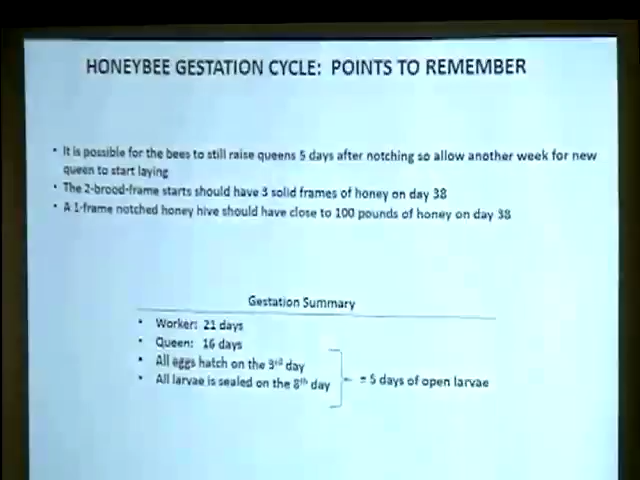 HONEYBEE GESTATION CYCLE: POINTS TO REMEMBER
• It is possible for the bees to still raise queens 5 days after notching so allow another week for new
queen to start laying
• The 2-brood-frame starts should have 3 solid frames of honey on day 38
• A 1-frame notched honey hive should have close to 100 pounds of honey on day 38
Gestation Summary
• Worker: 21 days
• Queen: 16 days
• All eggs hatch on the 3rd day
• All larvae is sealed on the 8th day
= 5 days of open larvae